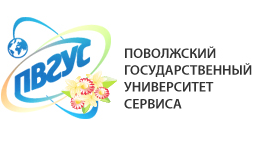 ПВГУС
ПОВОЛЖСКИЙ
ГОСУДАРСТВЕННЫЙ
УНИВЕРСИТЕТ
СЕРВИСА